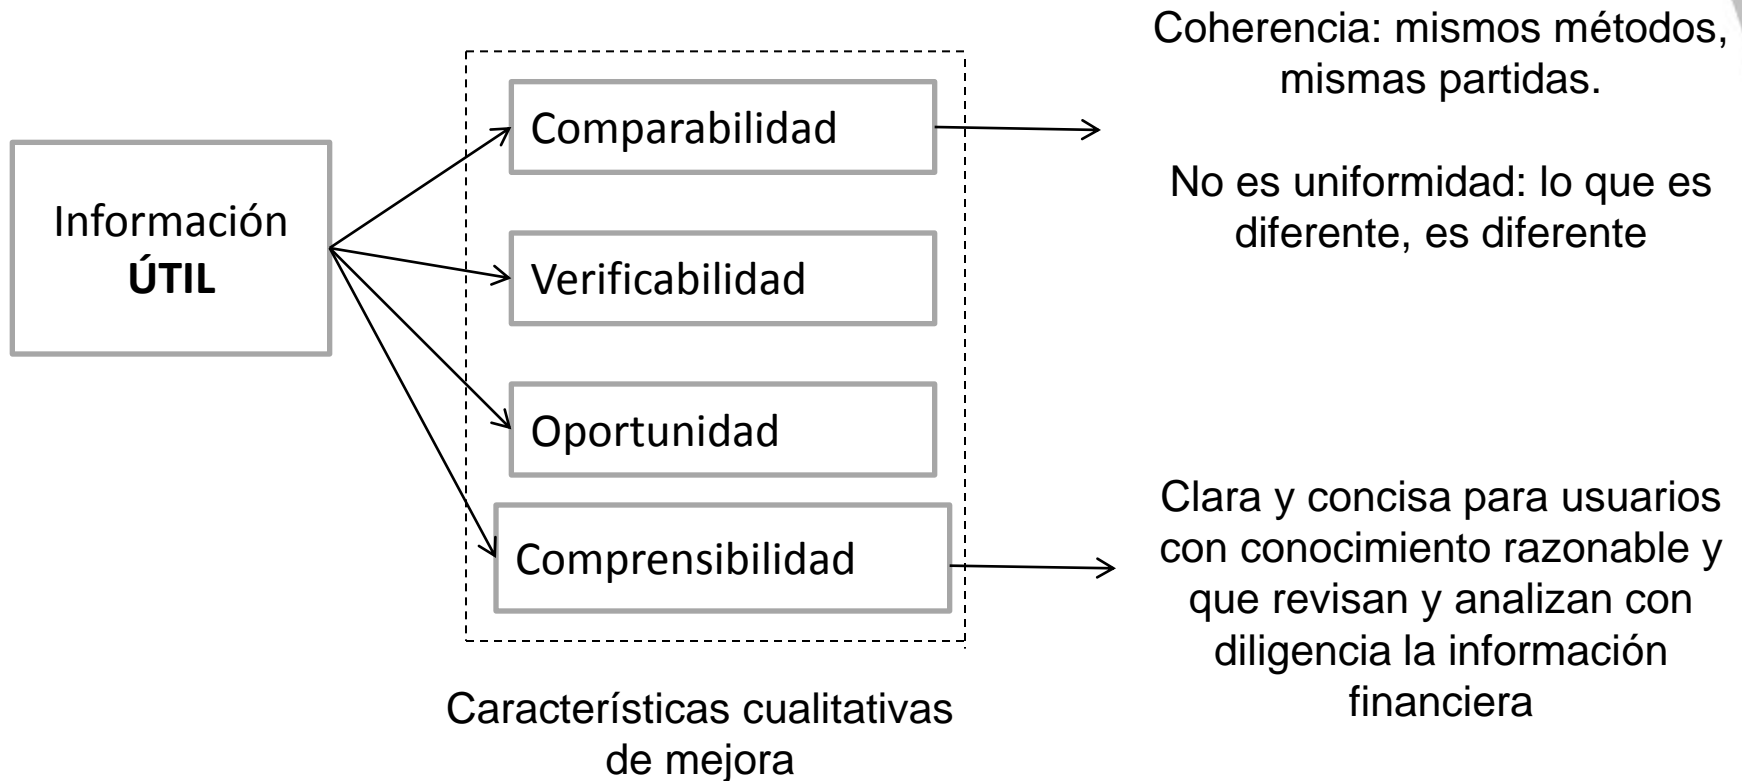 Información
ÚTIL
Comparabilidad
Verificabilidad
Oportunidad
Comprensibilidad
Características cualitativas
de mejora
Coherencia: mismos métodos,
mismas partidas.
No es uniformidad: lo que es
diferente, es diferente
Clara y concisa para usuarios
con conocimiento razonable y
que revisan y analizan con
diligencia la información
financiera